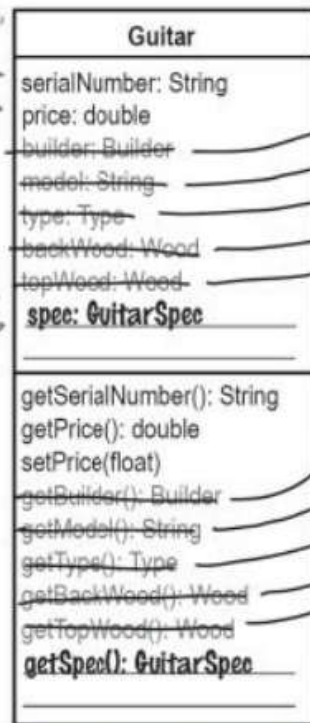 Guitar
serialNumber: String
price: double
builder: Builder
model: String
type: Type
backWood: Wood
topWood: Wood
spec: GuitarSpec
getSerialNumber(): String
getPrice(): double
setPrice(float)
getBuilder(): Builder
getModel(): String
getType(): Type
getBackWood(): Wood
getTopWood(): Wood
getSpec(): GuitarSpec